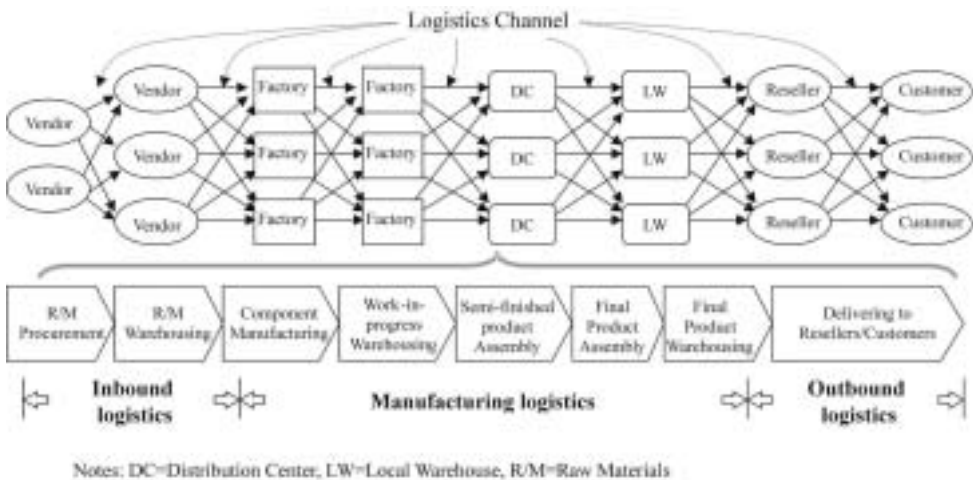 Logistics Channel
Vendor Factory Factory DC LW Reseller Customer
Vendor
Vendor Factory Factory DC LW Reseller Customer
Vendor
Vendor Factory Factory DC LW Reseller Customer
R/M
Procurement
R/M
Warehousing
Component
Manufacturing
Work-in-
progress
Warehousing
Semi-finished
product
Assembly
Final
Product
Assembly
Final
Product
Warehousing
Delivering to
Resellers/Customers
Inbound
logistics
Manufacturing logistics
Outbound
logistics
Notes: DC=Distribution Center, LW=Local Warehouse, R/M=Raw Materials